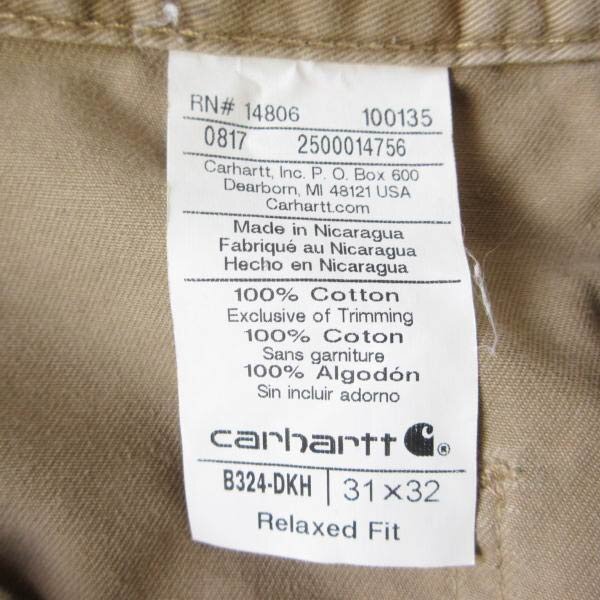 RN# 14806 100135
0817 2500014756
Carhartt, Inc. P. O. Box 600
Dearborn, MI 48121 USA
Carhartt.com
Made in Nicaragua
Fabriqué au Nicaragua
Hecho en Nicaragua
100% Cotton
Exclusive of Trimming
100% Coton
Sans garniture
100% Algodón
Sin incluir adorno
carhartt ®
B324-DKH | 31 x 32
Relaxed Fit